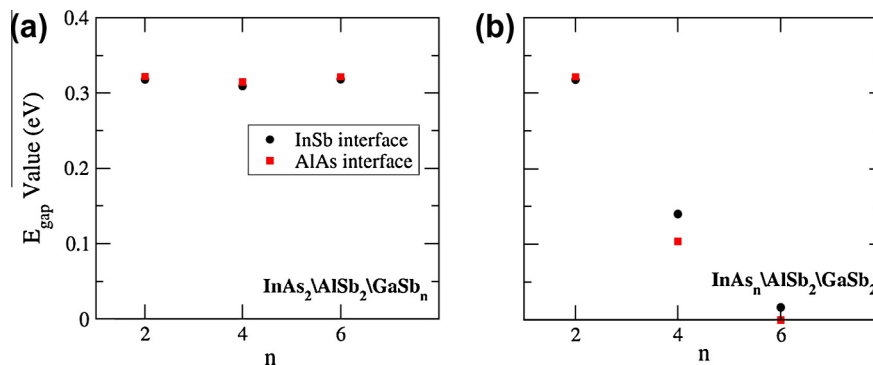 (a)
(b)
0.4
0.3
0.2
0.1
0
E_gap Value (eV)
InSb interface
AlAs interface
InAs₂\AlSb₂\GaSbₙ
2 4 6
n
InAsₙ\AlSb₂\GaSb₂
2 4 6
n